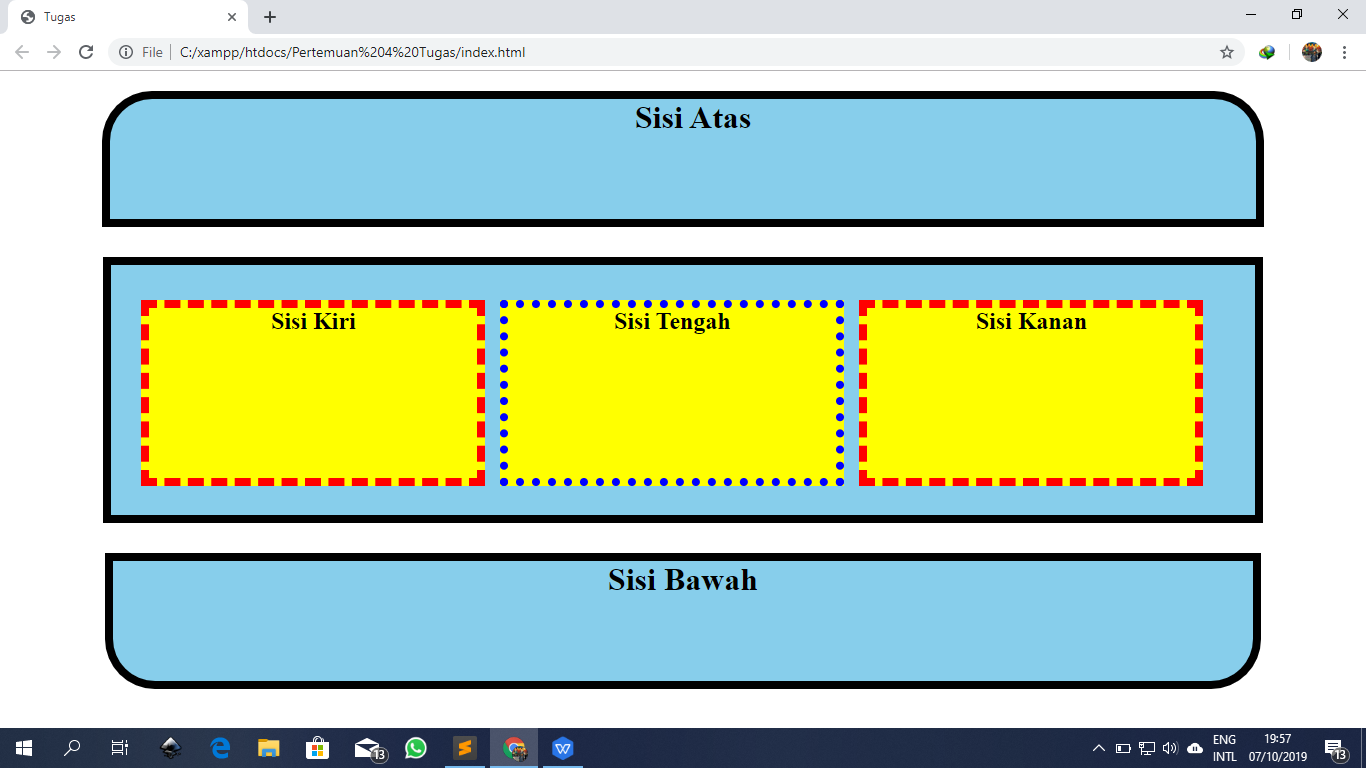 Tugas
File
C:/xampp/htdocs/Pertemuan%204%20Tugas/index.html
Sisi Atas
Sisi Kiri
Sisi Tengah
Sisi Kanan
Sisi Bawah
13
ENG
INTL
19:57
07/10/2019
13